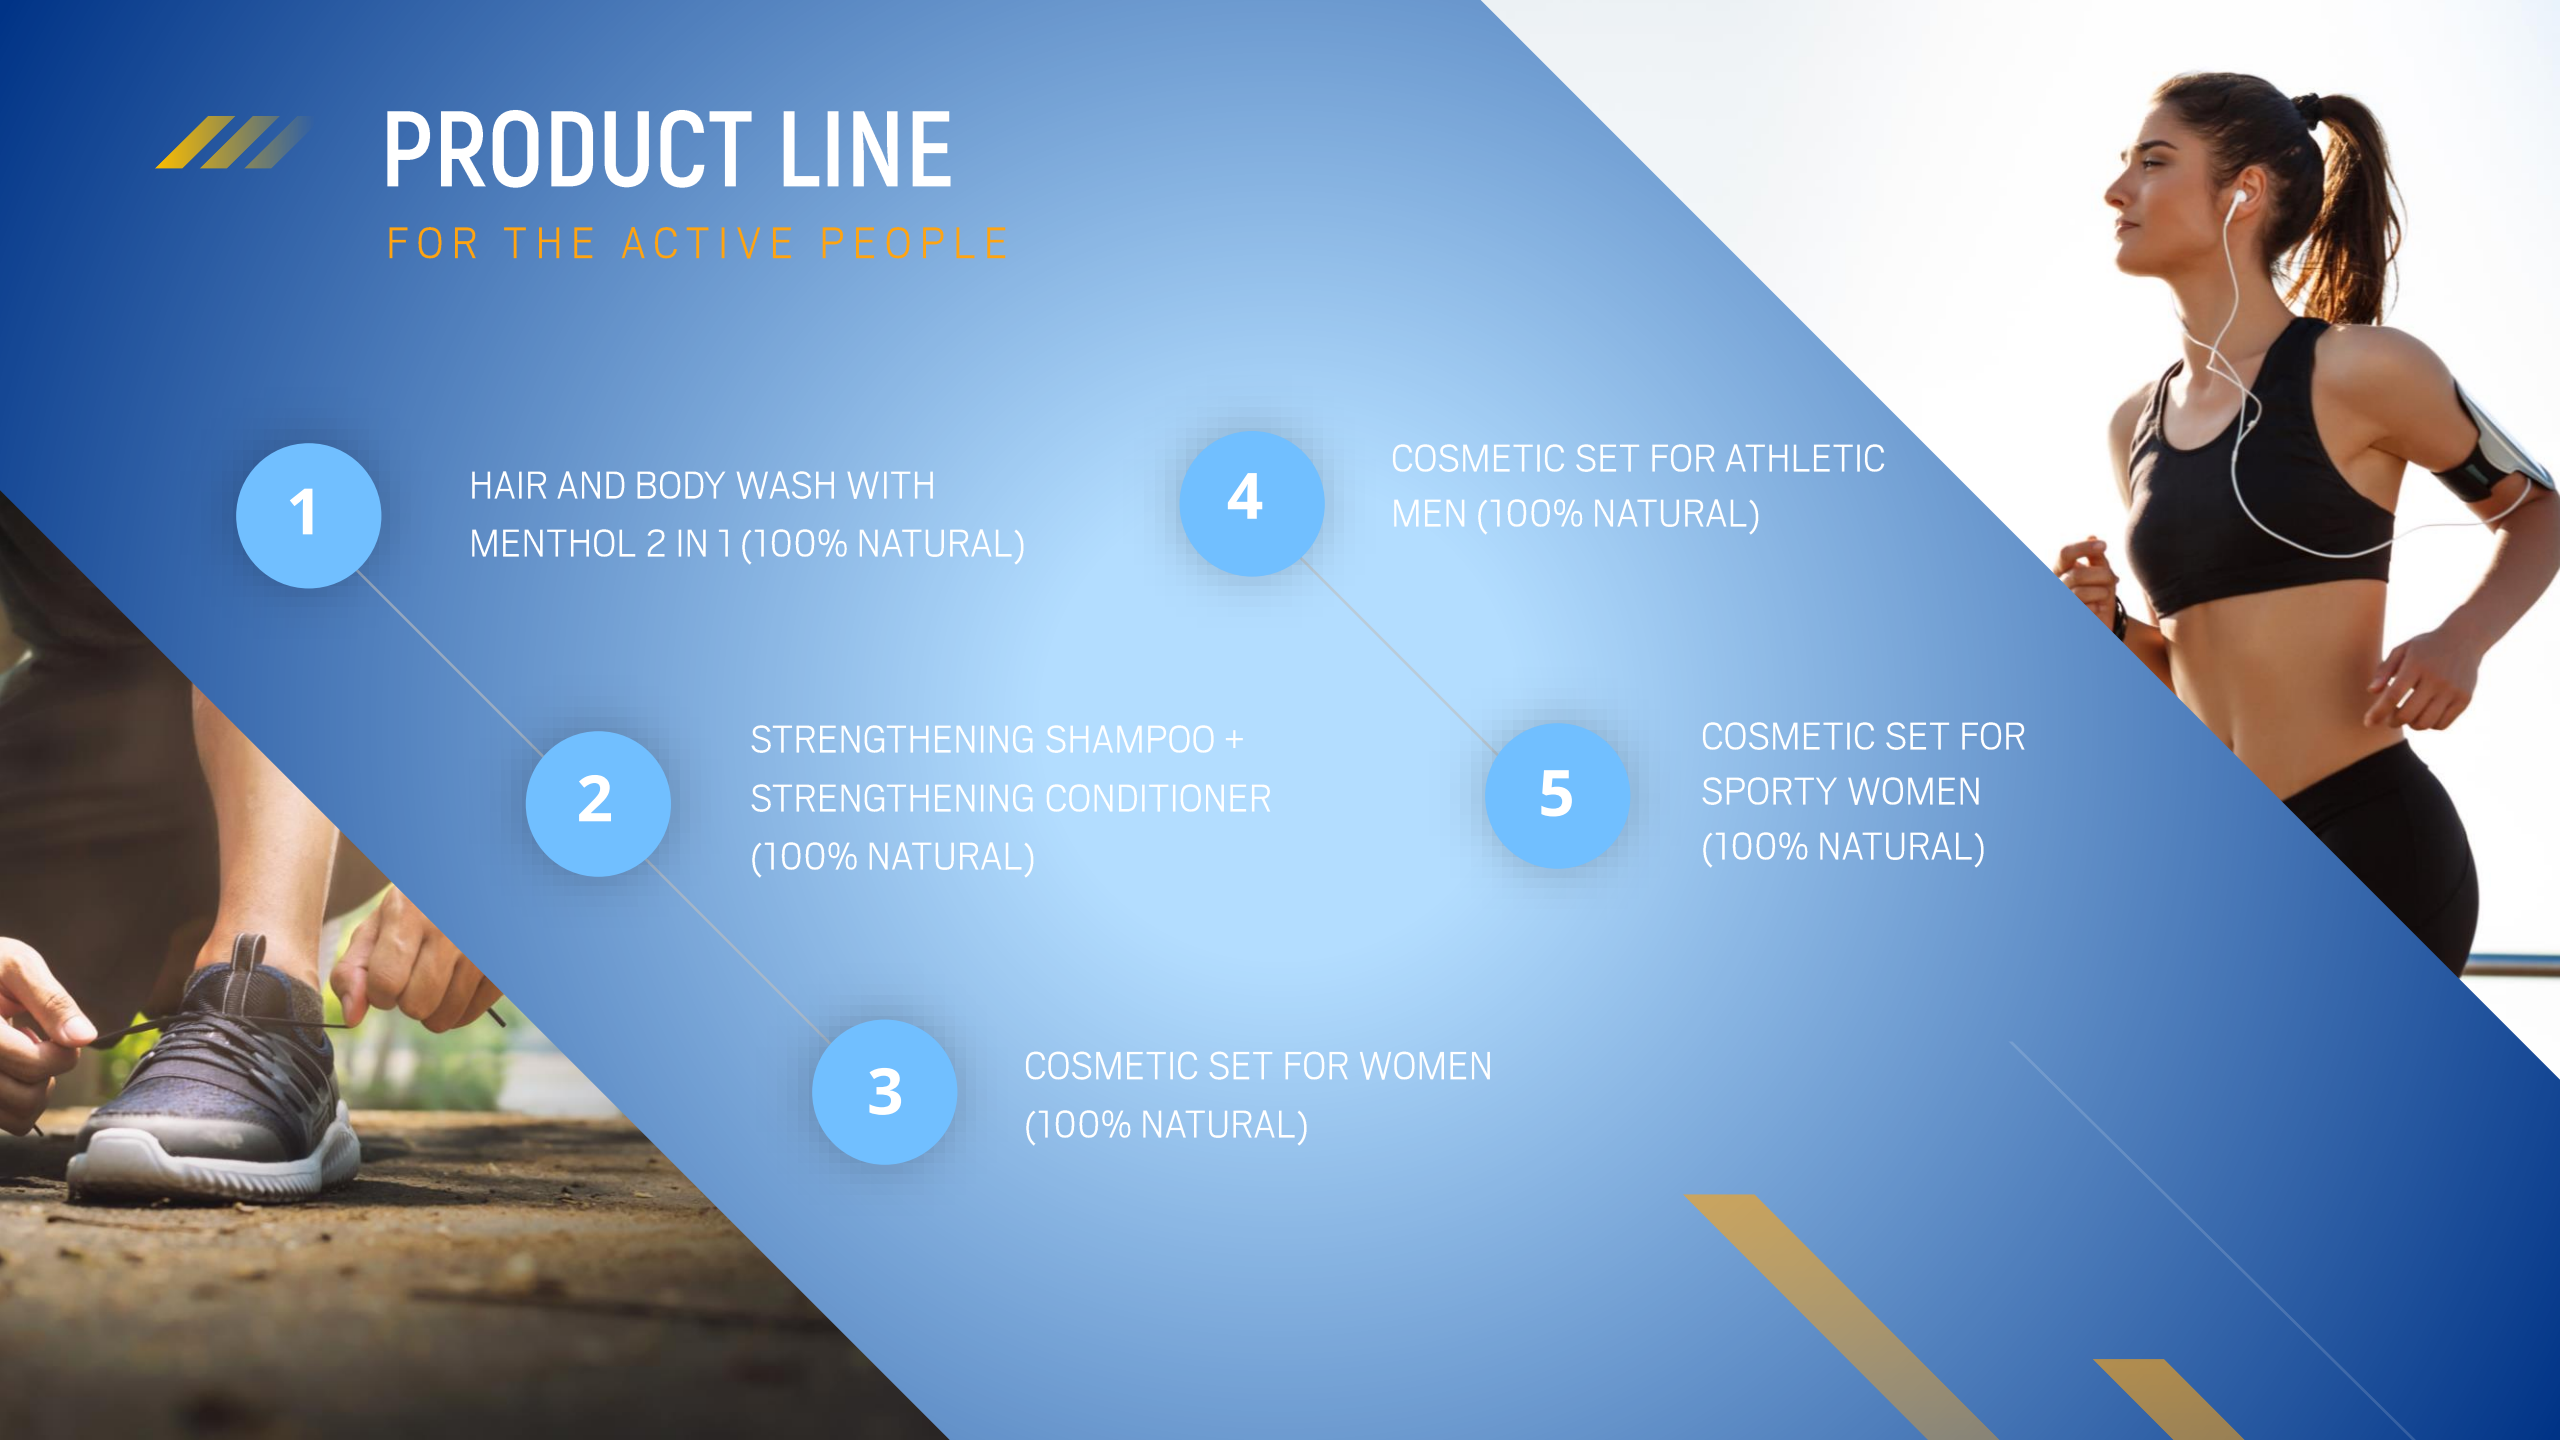 PRODUCT LINE
FOR THE ACTIVE PEOPLE
1
HAIR AND BODY WASH WITH
MENTHOL 2 IN 1 (100% NATURAL)
2
STRENGTHENING SHAMPOO +
STRENGTHENING CONDITIONER
(100% NATURAL)
3
COSMETIC SET FOR WOMEN
(100% NATURAL)
4
COSMETIC SET FOR ATHLETIC
MEN (100% NATURAL)
5
COSMETIC SET FOR
SPORTY WOMEN
(100% NATURAL)